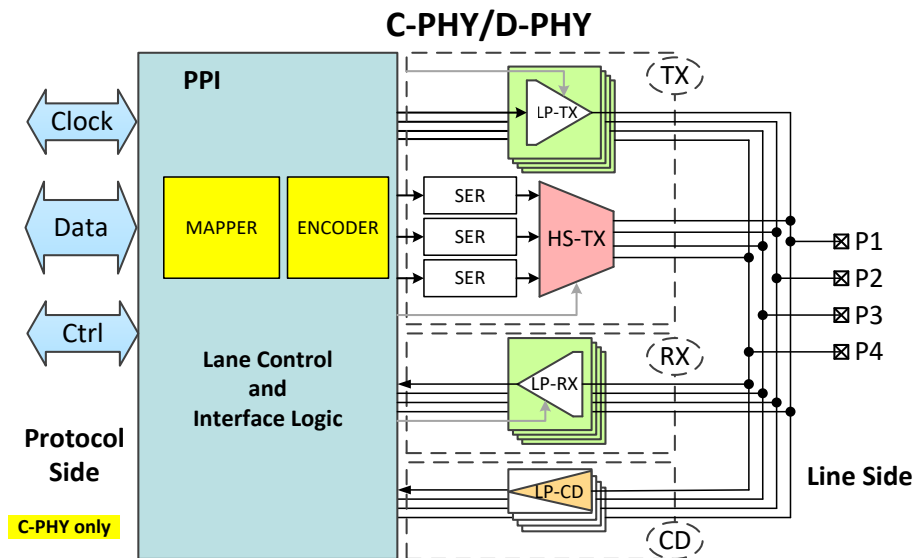 C-PHY/D-PHY
PPI
TX
Clock
LP-TX
Data
MAPPER
ENCODER
SER
SER
SER
HS-TX
P1
P2
P3
P4
Ctrl
Lane Control
and
Interface Logic
RX
LP-RX
Protocol
Side
LP-CD
Line Side
C-PHY only
CD